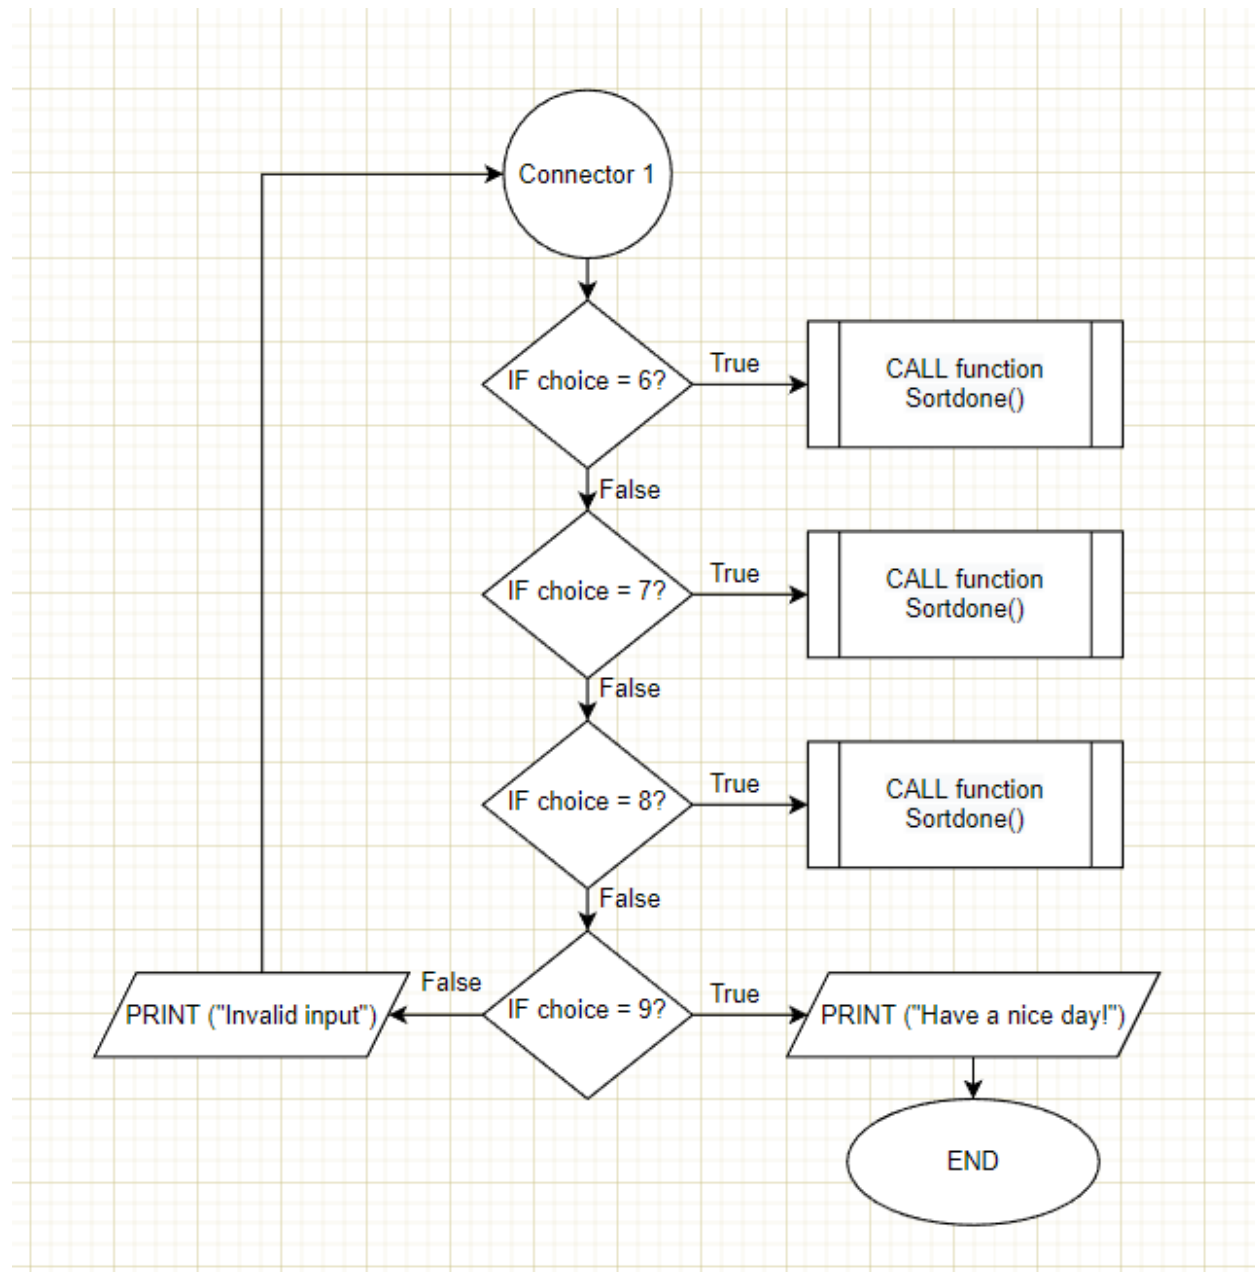 Connector 1
IF choice = 6?
True
CALL function
Sortdone()
False
IF choice = 7?
True
CALL function
Sortdone()
False
IF choice = 8?
True
CALL function
Sortdone()
False
PRINT ("Invalid input")
False
IF choice = 9?
True
PRINT ("Have a nice day!")
END